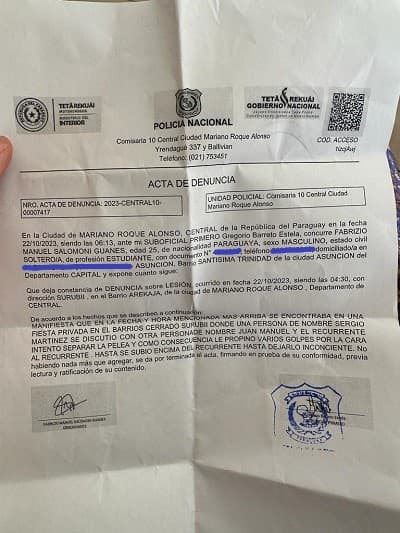 TETÃ REKUÁI
MINISTERIO DEL
INTERIOR
TETÃ REKUÁI
GOBIERNO NACIONAL
POLICIA NACIONAL
Comisaria 10 Central Ciudad Mariano Roque Alonso
Yrendagué 337 y Ballivian
Teléfono: (021) 753451
COD. ACCESO
ACTA DE DENUNCIA
NRO. ACTA DE DENUNCIA: 2023-CENTRAL10-
00007417
UNIDAD POLICIAL: Comisaria 10 Central Ciudad
Mariano Roque Alonso
En la Ciudad de MARIANO ROQUE ALONSO, CENTRAL de la República del Paraguay en la fecha
22/10/2023, siendo las 06:13, ante mi SUBOFICIAL PRIMERO Gregorio Barreto Estela, concurre FABRIZIO
MANUEL SALOMONI GUANES, edad 25, de nacionalidad PARAGUAYA, sexo MASCULINO, estado civil
SOLTERO/A, de profesión ESTUDIANTE, con documento N° teléfono domiciliado/a en
ASUNCION, Barrio SANTISIMA TRINIDAD de la ciudad ASUNCION del
Departamento CAPITAL y expone cuanto sigue:
Que deja constancia de DENUNCIA sobre LESIÓN, ocurrido en fecha 22/10/2023, siendo las 04:30, con
dirección SURUBII , en el Barrio AREKAJA, de la ciudad de MARIANO ROQUE ALONSO , Departamento de
CENTRAL.
De acuerdo a los hechos que se describen a continuación:
MANIFIESTA QUE EN LA FECHA Y HORA MENCIONADA MAS ARRIBA SE ENCONTRABA EN UNA
FIESTA PRIVADA EN EL BARRIOS CERRADO SURUBII DONDE UNA PERSONA DE NOMBRE SERGIO
MARTINEZ SE DISCUTIO CON OTRA PERSONADE NOMBRE JUAN MANUEL Y EL RECURRENTE
INTENTO SEPARAR LA PELEA Y COMO CONSECUENCIA LE PROPINO VARIOS GOLPES POR LA CARA
AL RECURRENTE . HASTA SE SUBIO ENCIMA DEL RECURRENTE HASTA DEJARLO INCONCIENTE. No
habiendo nada más que agregar, se da por terminada el acta, firmando en prueba de su conformidad, previa
lectura y ratificación de su contenido.